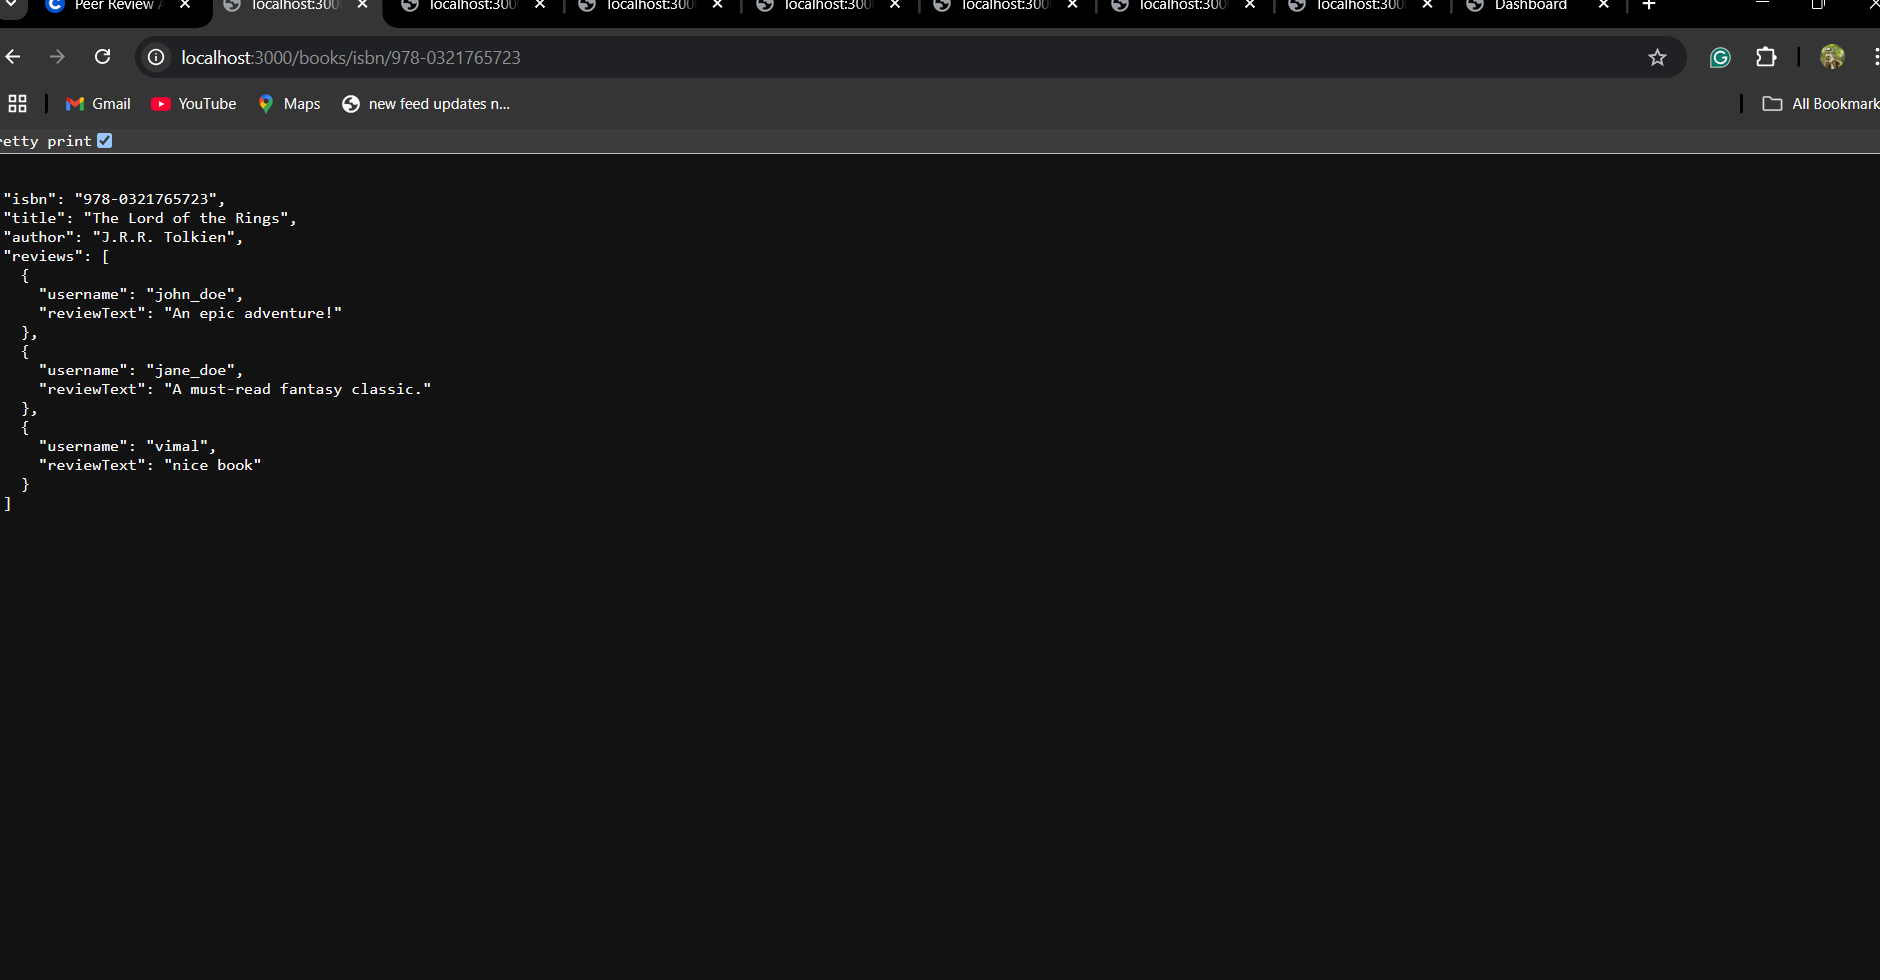 Peer Review
localhost:300
localhost:300
localhost:300
localhost:300
localhost:300
localhost:300
localhost:300
Dashboard
localhost:3000/books/isbn/978-0321765723
Gmail
YouTube
Maps
new feed updates n...
All Bookmark
retty print
"isbn": "978-0321765723",
"title": "The Lord of the Rings",
"author": "J.R.R. Tolkien",
"reviews": [
{
"username": "john_doe",
"reviewText": "An epic adventure!"
},
{
"username": "jane_doe",
"reviewText": "A must-read fantasy classic."
},
{
"username": "vimal",
"reviewText": "nice book"
}
]